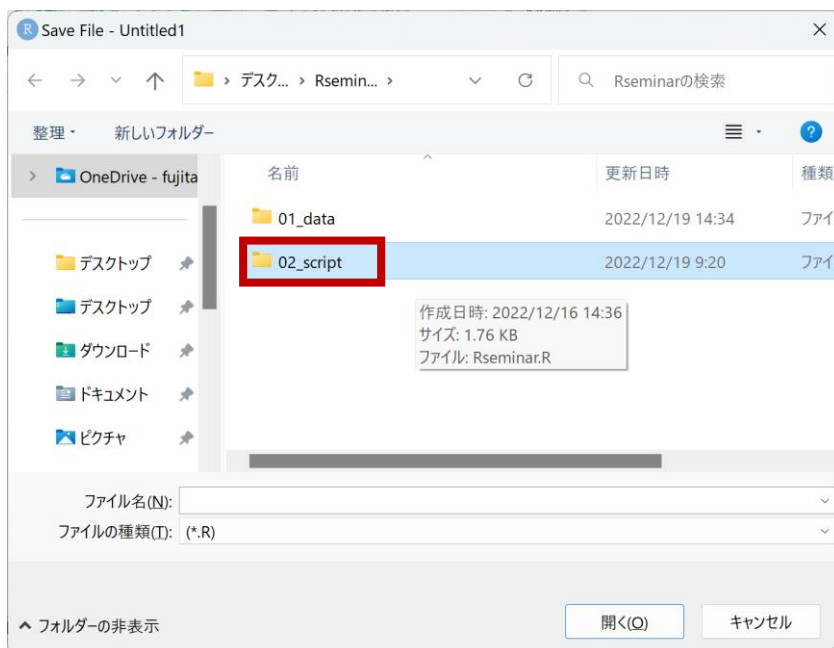 R Save File - Untitled1
デスク... › Rsemin... › Rseminarの検索
整理 新しいフォルダー ?
OneDrive - fujita 名前 更新日時 種類
01_data 2022/12/19 14:34 ファイ
デスクトップ 02_script 2022/12/19 9:20 ファイ
デスクトップ 作成日時: 2022/12/16 14:36
サイズ: 1.76 KB
ダウンロード ファイル: Rseminar.R
ドキュメント
ピクチャ
ファイル名(N):
ファイルの種類(T): (*.R)
フォルダーの非表示 開く(O) キャンセル